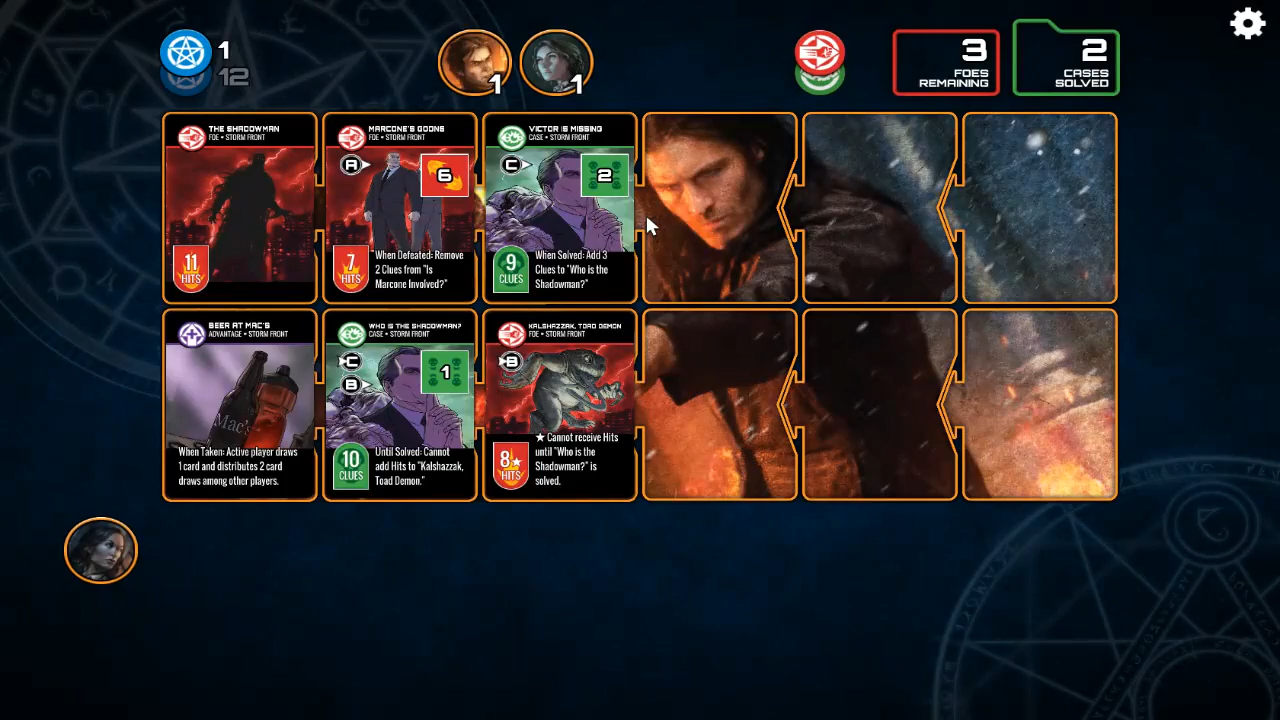 1
12
1
1
3
FOES
REMAINING
2
CASES
SOLVED
THE SHADOWMAN
FOE • STORM FRONT
11
HITS
MARCONE'S GOONS
FOE • STORM FRONT
A
6
7
HITS
When Defeated: Remove
2 Clues from "Is
Marcone Involved?"
VICTOR IS MISSING
CASE • STORM FRONT
C
2
9
CLUES
When Solved: Add 3
Clues to "Who is the
Shadowman?"
BEER AT MAC'S
ADVANTAGE • STORM FRONT
Mac's
When Taken: Active player draws
1 card and distributes 2 card
draws among other players.
WHO IS THE SHADOWMAN?
CASE • STORM FRONT
C
B
1
10
CLUES
Until Solved: Cannot
add Hits to "Kalshazzak,
Toad Demon."
KALSHAZZAK, TOAD DEMON
FOE • STORM FRONT
B
8★
HITS
★ Cannot receive Hits
until "Who is the
Shadowman?" is
solved.